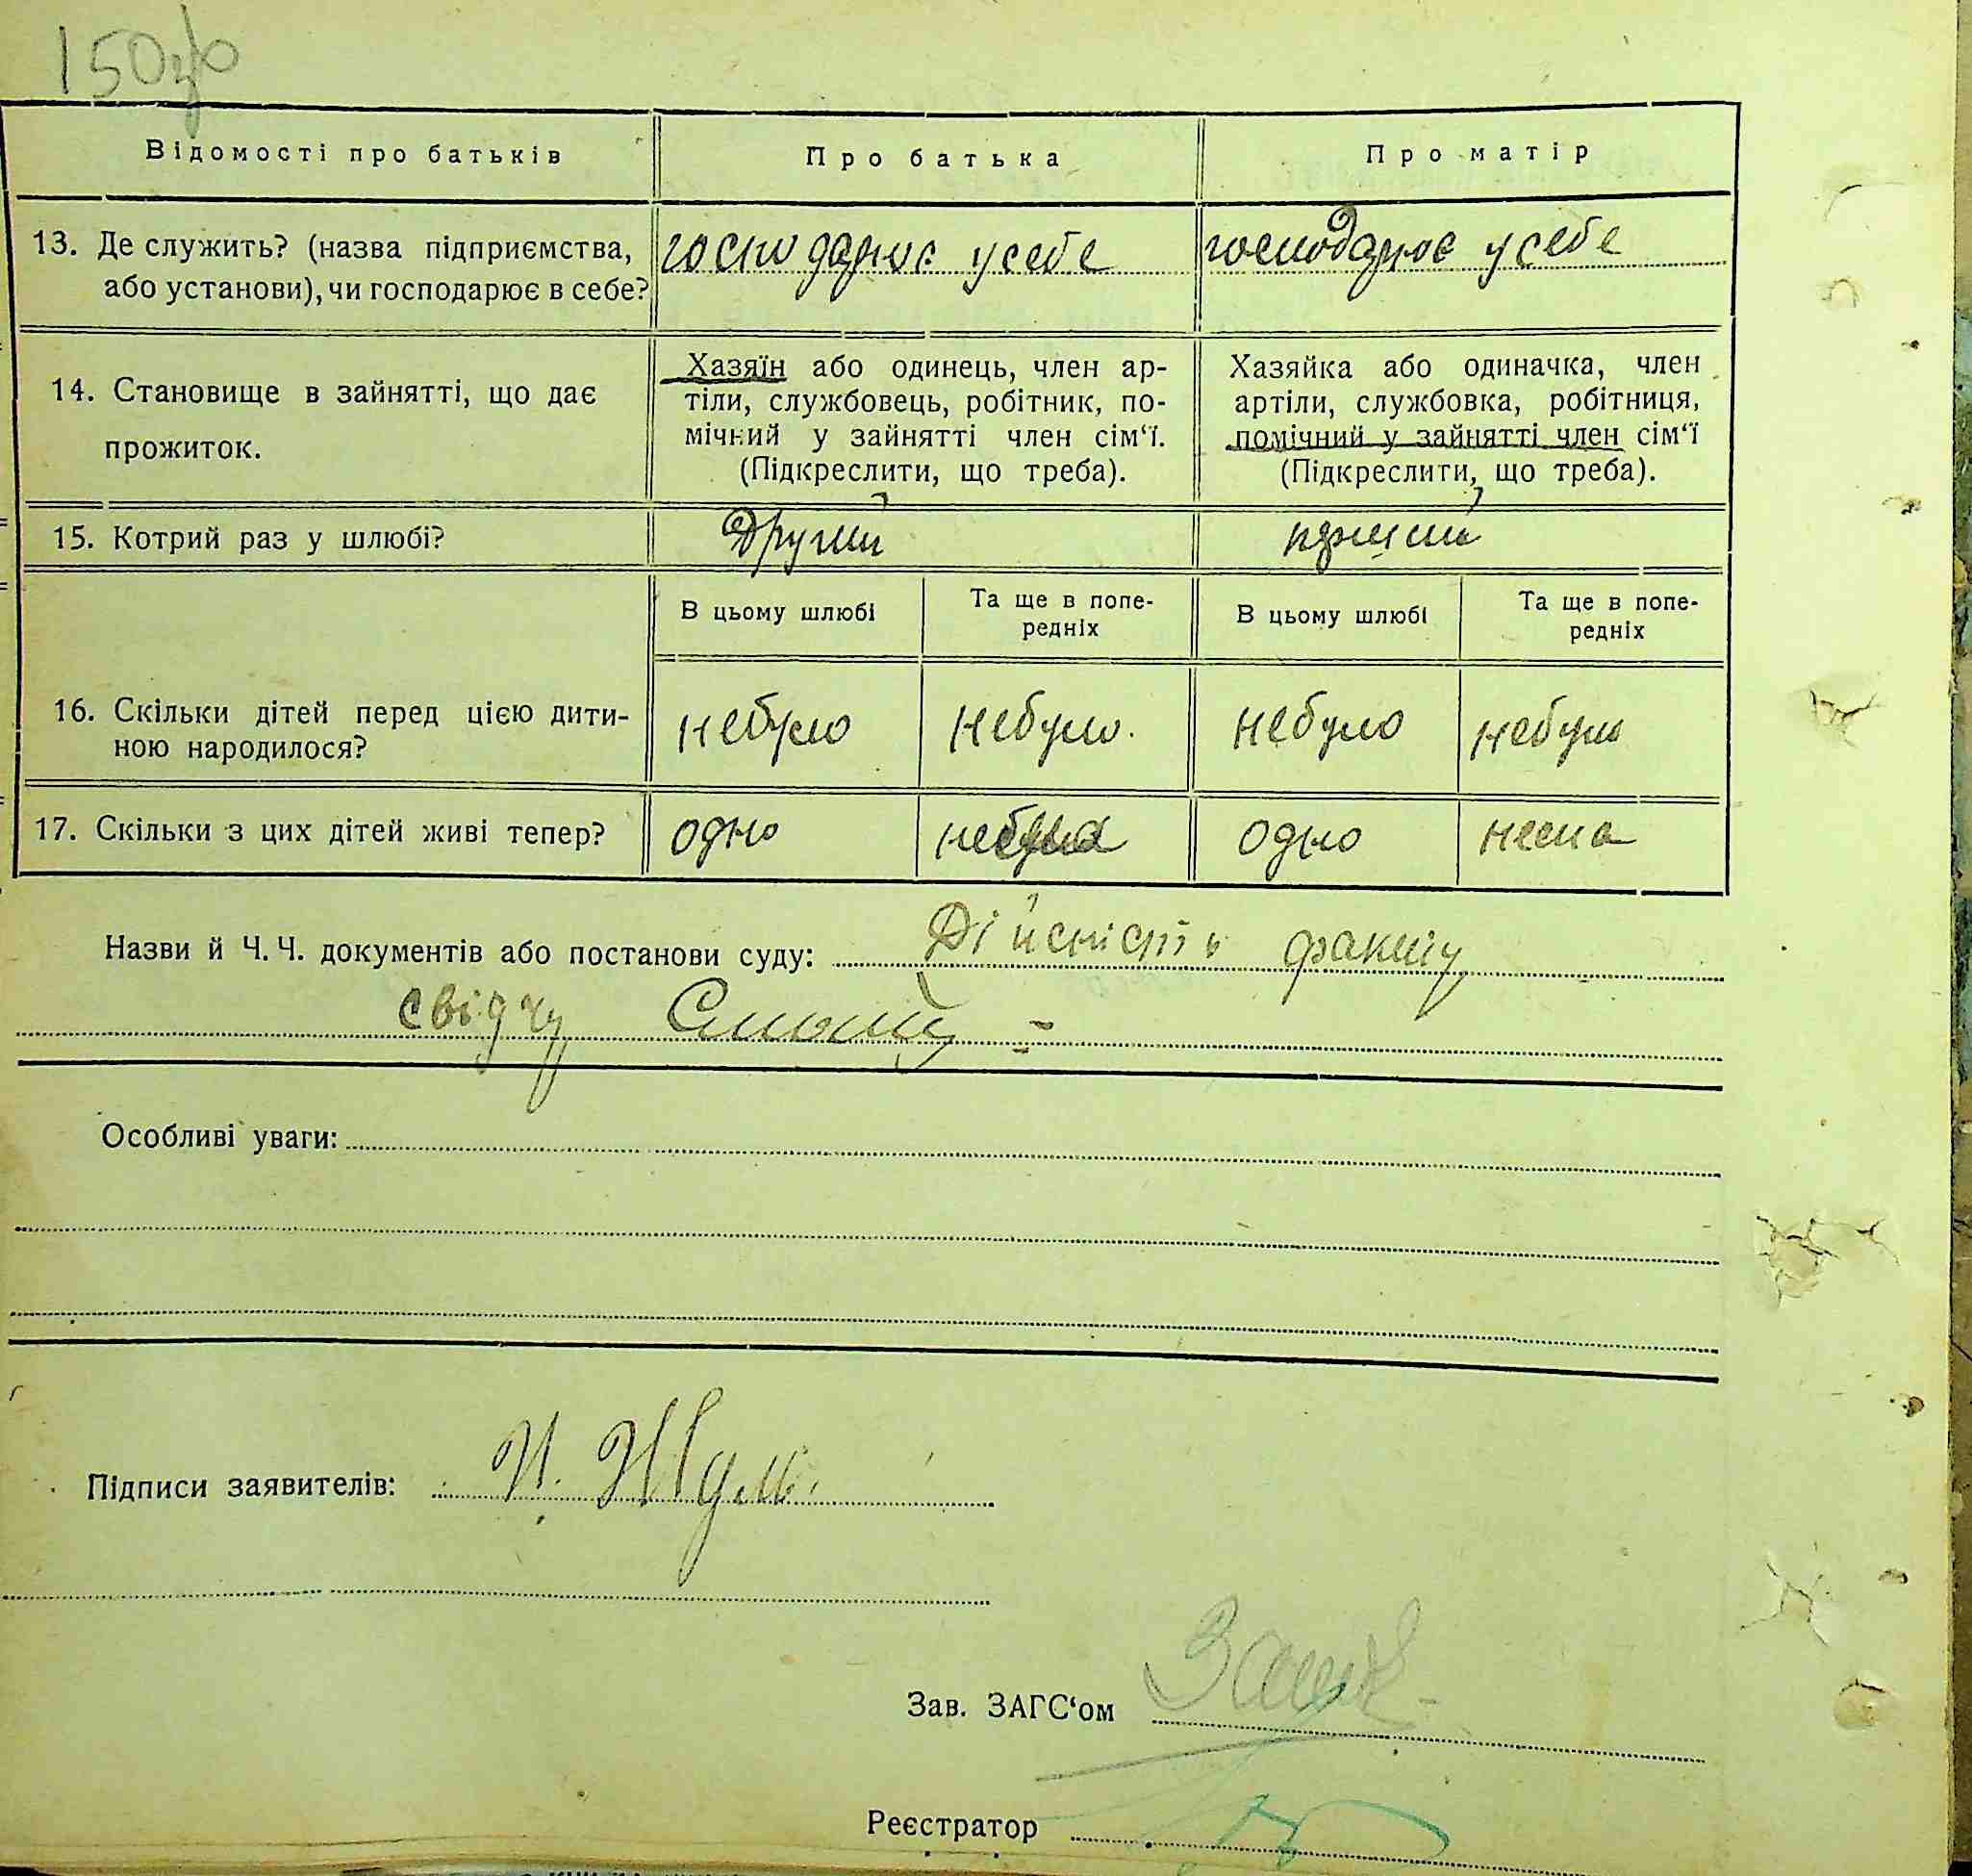 150зв
Відомості про батьків
Про батька
Про матір
13. Де служить? (назва підприємства, або установи), чи господарює в себе?
господарює у себе
господарює у себе
14. Становище в зайнятті, що дає прожиток.
Хазяїн або одинець, член ар-
тіли, службовець, робітник, по-
мічний у зайнятті член сім‘ї.
(Підкреслити, що треба).
Хазяйка або одиначка, член
артіли, службовка, робітниця,
помічний у зайнятті член сім‘ї
(Підкреслити, що треба).
15. Котрий раз у шлюбі?
Другий
перший
В цьому шлюбі
Та ще в попе-
редніх
В цьому шлюбі
Та ще в попе-
редніх
16. Скільки дітей перед цією дити-
ною народилося?
небуло
небуло.
небуло
небуло
17. Скільки з цих дітей живі тепер?
одно
одно
нема
Назви й Ч. Ч. документів або постанови суду: Дійсність факту
свідчу
Особливі уваги:
Підписи заявителів:
Зав. ЗАГС‘ом
Реєстратор